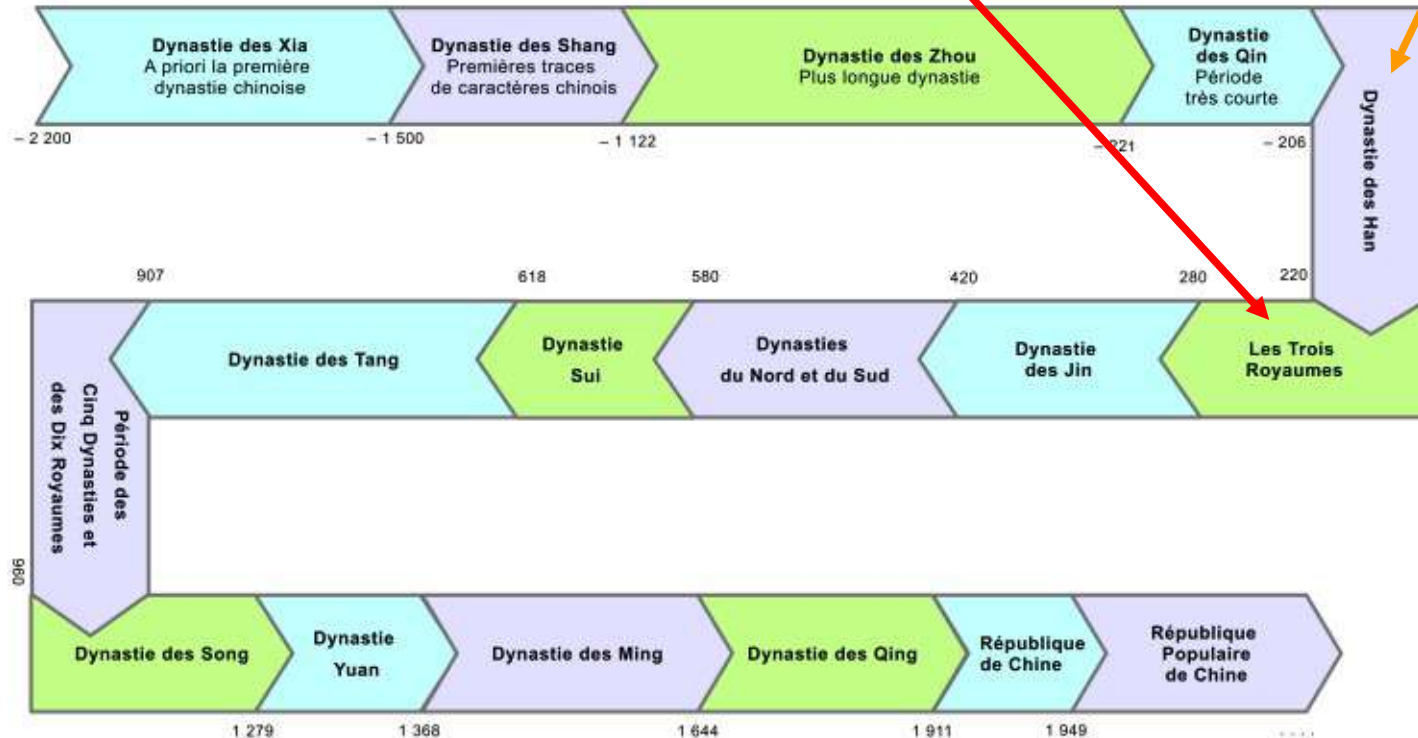 Dynastie des Xia
A priori la première
dynastie chinoise
Dynastie des Shang
Premières traces
de caractères chinois
Dynastie des Zhou
Plus longue dynastie
Dynastie
des Qin
Période
très courte
Dynastie des Han
– 2 200
– 1 500
– 1 122
– 221
– 206
907
618
580
420
280
220
Période des
Cinq Dynasties et
des Dix Royaumes
Dynastie des Tang
Dynastie
Sui
Dynasties
du Nord et du Sud
Dynastie
des Jin
Les Trois
Royaumes
960
Dynastie des Song
Dynastie
Yuan
Dynastie des Ming
Dynastie des Qing
République
de Chine
République
Populaire
de Chine
1 279
1 368
1 644
1 911
1 949
....